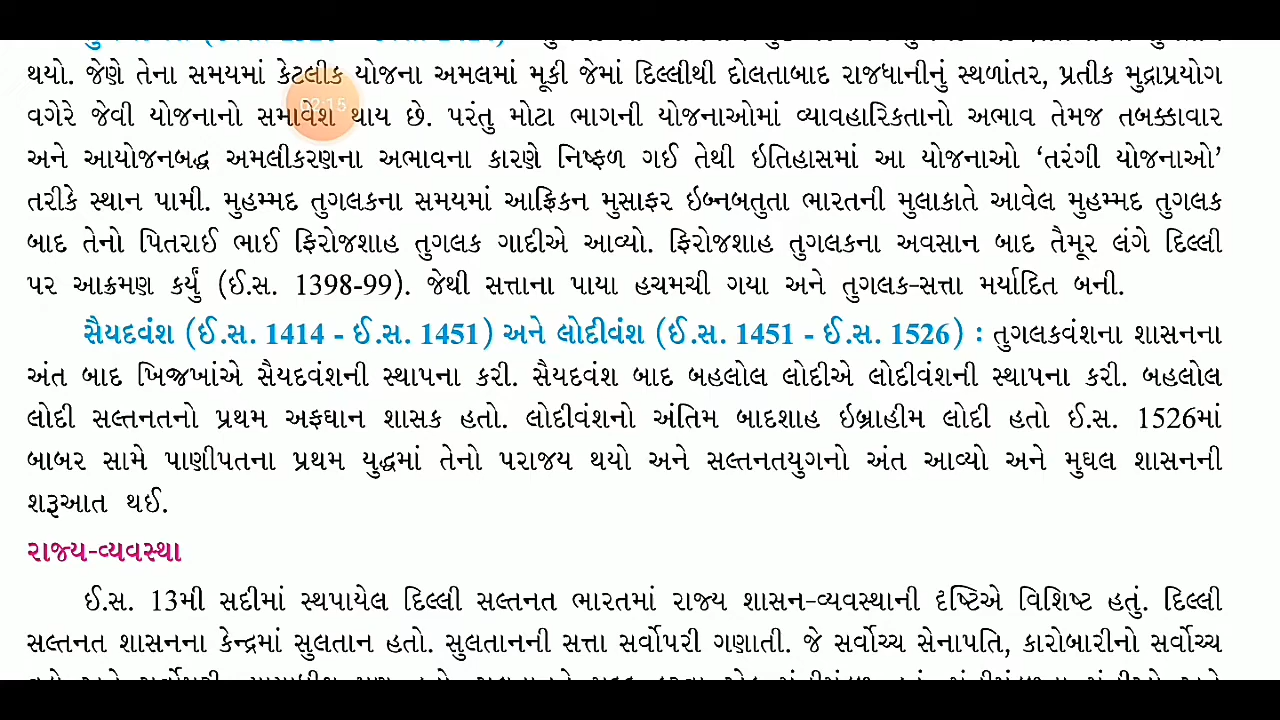 થયો. જેણે તેના સમયમાં કેટલીક યોજના અમલમાં મૂકી જેમાં દિલ્લીથી દોલતાબાદ રાજધાનીનું સ્થળાંતર, પ્રતીક મુદ્રાપ્રયોગ
વગેરે જેવી યોજનાનો સમાવેશ થાય છે. પરંતુ મોટા ભાગની યોજનાઓમાં વ્યાવહારિકતાનો અભાવ તેમજ તબક્કાવાર
અને આયોજનબદ્ધ અમલીકરણના અભાવના કારણે નિષ્ફળ ગઈ તેથી ઇતિહાસમાં આ યોજનાઓ ‘તરંગી યોજનાઓ’
તરીકે સ્થાન પામી. મુહમ્મદ તુગલકના સમયમાં આફ્રિકન મુસાફર ઇબ્નબતુતા ભારતની મુલાકાતે આવેલ મુહમ્મદ તુગલક
બાદ તેનો પિતરાઈ ભાઈ ફિરોજશાહ તુગલક ગાદીએ આવ્યો. ફિરોજશાહ તુગલકના અવસાન બાદ તૈમૂર લંગે દિલ્લી
પર આક્રમણ કર્યું (ઈ.સ. 1398-99). જેથી સત્તાના પાયા હચમચી ગયા અને તુગલક-સત્તા મર્યાદિત બની.
સૈયદવંશ (ઈ.સ. 1414 - ઈ.સ. 1451) અને લોદીવંશ (ઈ.સ. 1451 - ઈ.સ. 1526) : તુગલકવંશના શાસનના
અંત બાદ ખિજખાંએ સૈયદવંશની સ્થાપના કરી. સૈયદવંશ બાદ બહલોલ લોદીએ લોદીવંશની સ્થાપના કરી. બહલોલ
લોદી સલ્તનતનો પ્રથમ અફઘાન શાસક હતો. લોદીવંશનો અંતિમ બાદશાહ ઇબ્રાહીમ લોદી હતો ઈ.સ. 1526માં
બાબર સામે પાણીપતના પ્રથમ યુદ્ધમાં તેનો પરાજય થયો અને સલ્તનતયુગનો અંત આવ્યો અને મુઘલ શાસનની
શરૂઆત થઈ.
રાજ્ય-વ્યવસ્થા
ઈ.સ. 13મી સદીમાં સ્થપાયેલ દિલ્લી સલ્તનત ભારતમાં રાજ્ય શાસન-વ્યવસ્થાની દૃષ્ટિએ વિશિષ્ટ હતું. દિલ્લી
સલ્તનત શાસનના કેન્દ્રમાં સુલતાન હતો. સુલતાનની સત્તા સર્વોપરી ગણાતી. જે સર્વોચ્ચ સેનાપતિ, કારોબારીનો સર્વોચ્ચ